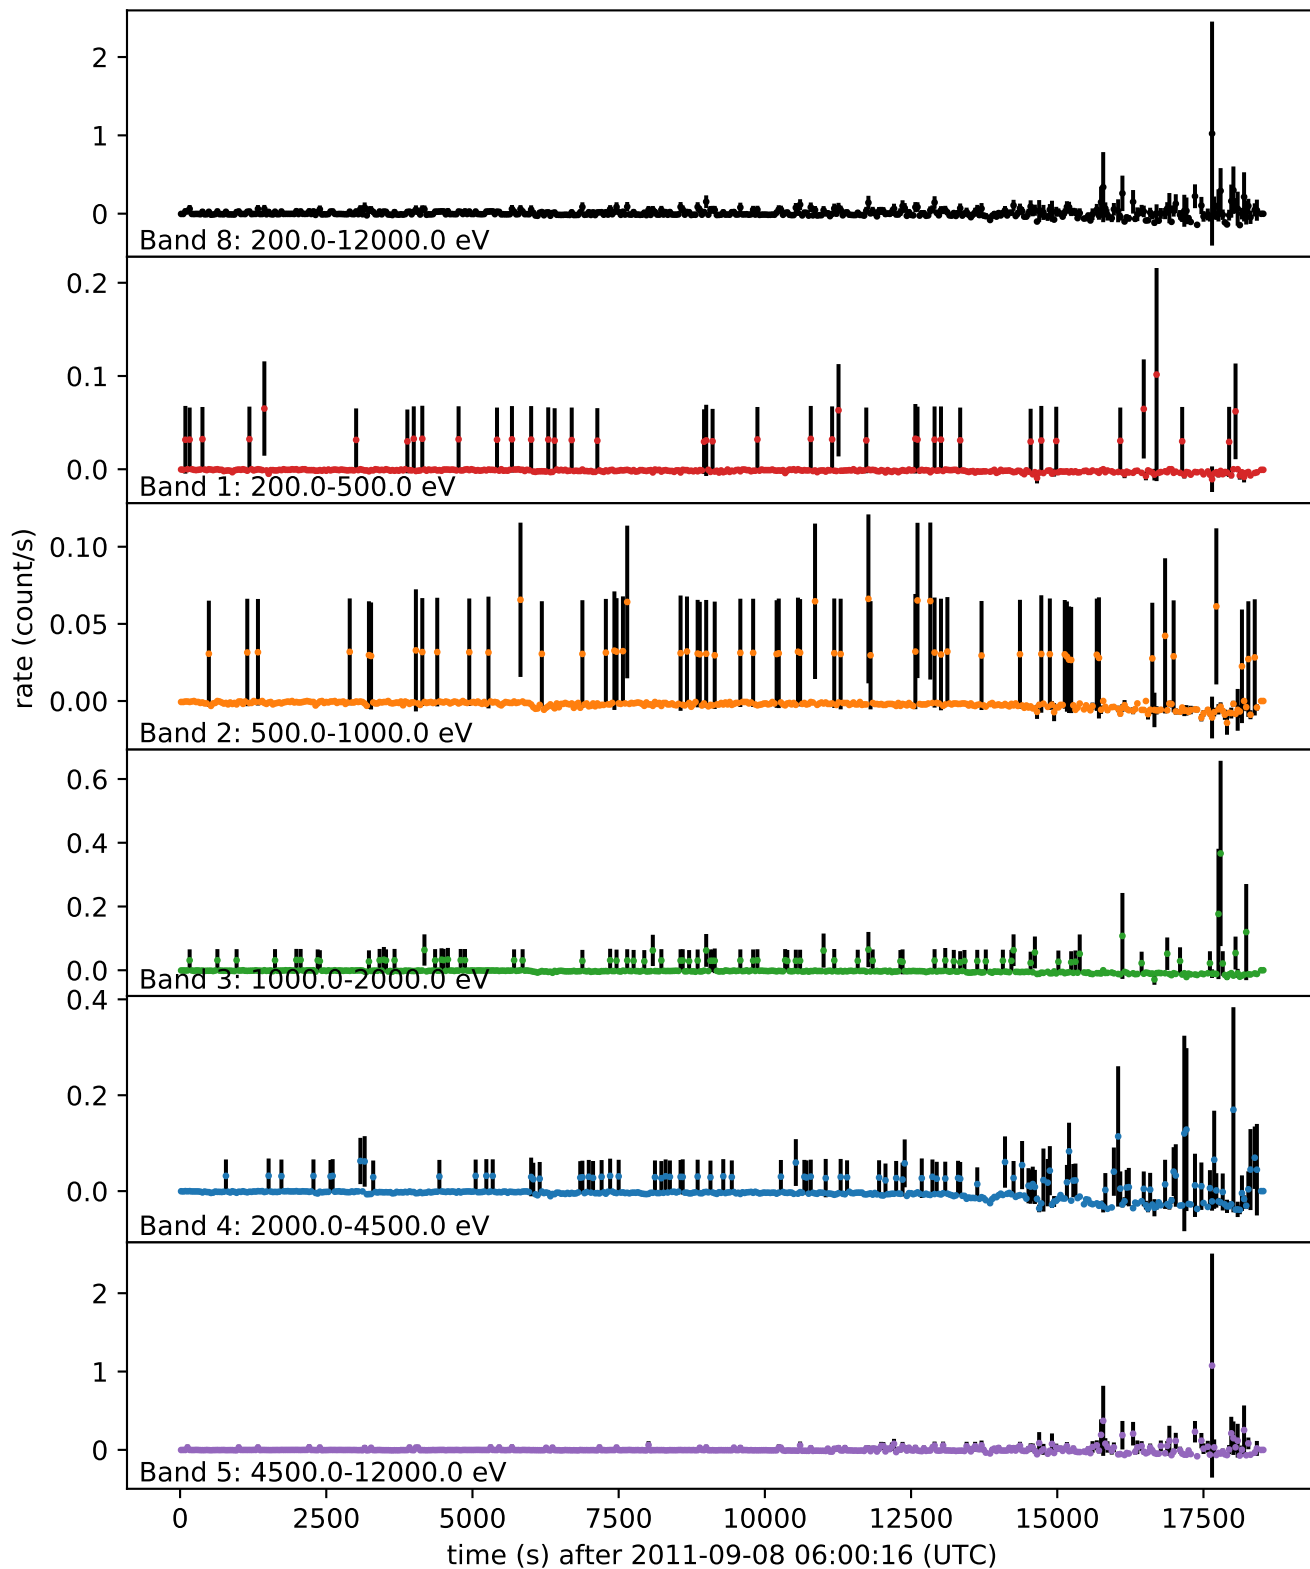 2
1
0
Band 8: 200.0-12000.0 eV
0.2
0.1
0.0
Band 1: 200.0-500.0 eV
rate (count/s)
0.10
0.05
0.00
Band 2: 500.0-1000.0 eV
0.6
0.4
0.2
0.0
Band 3: 1000.0-2000.0 eV
0.4
0.2
0.0
Band 4: 2000.0-4500.0 eV
2
1
0
Band 5: 4500.0-12000.0 eV
0 2500 5000 7500 10000 12500 15000 17500
time (s) after 2011-09-08 06:00:16 (UTC)